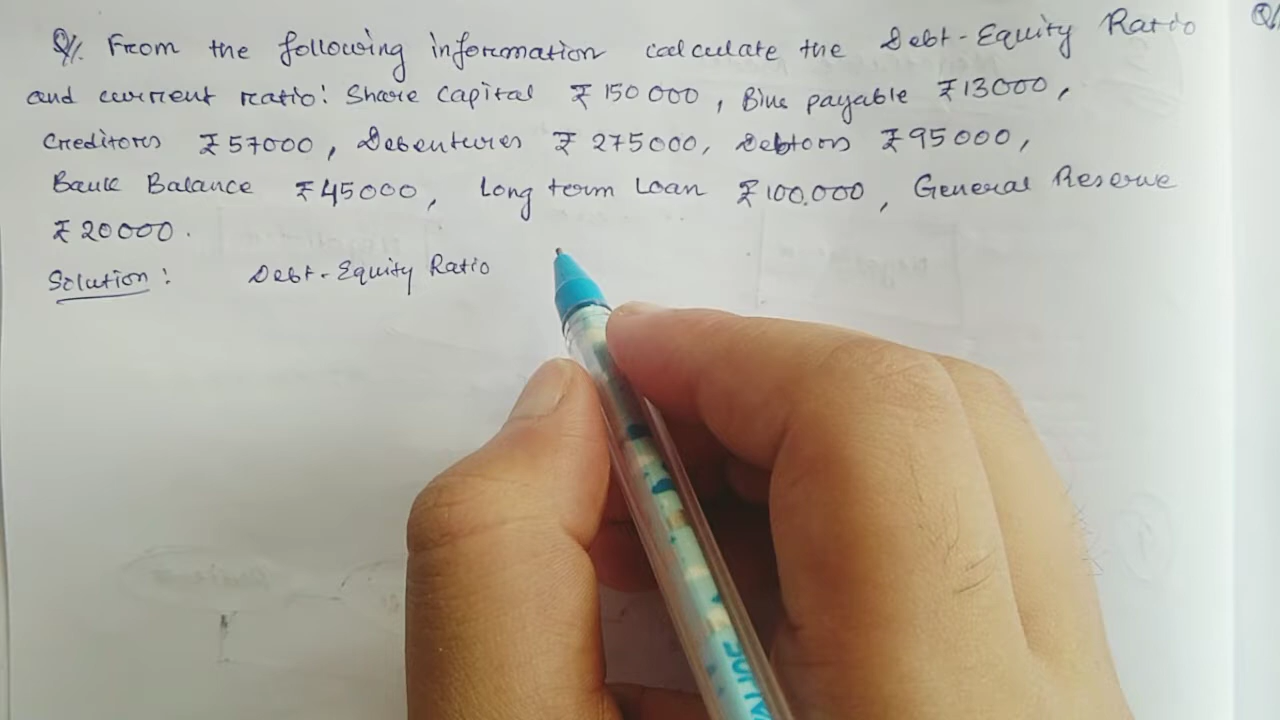 Q/. From the following information calculate the Debt-Equity Ratio
and current ratio: Share Capital ₹150000, Bills payable ₹13000,
Creditors ₹57000, Debentures ₹275000, Debtors ₹95000,
Bank Balance ₹45000, Long term Loan ₹100,000, General Reserve
₹20000.
Solution: Debt-Equity Ratio